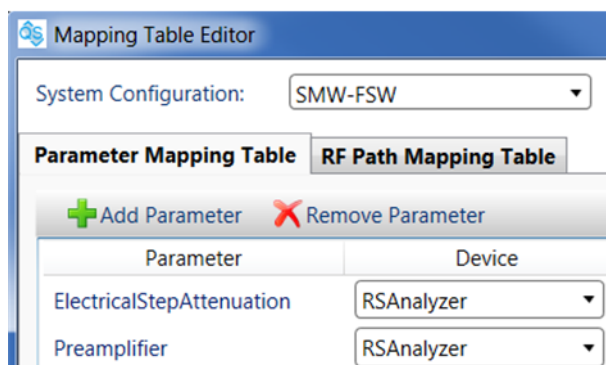 Mapping Table Editor
System Configuration: SMW-FSW
Parameter Mapping Table RF Path Mapping Table
Add Parameter Remove Parameter
Parameter Device
ElectricalStepAttenuation RSAnalyzer
Preamplifier RSAnalyzer